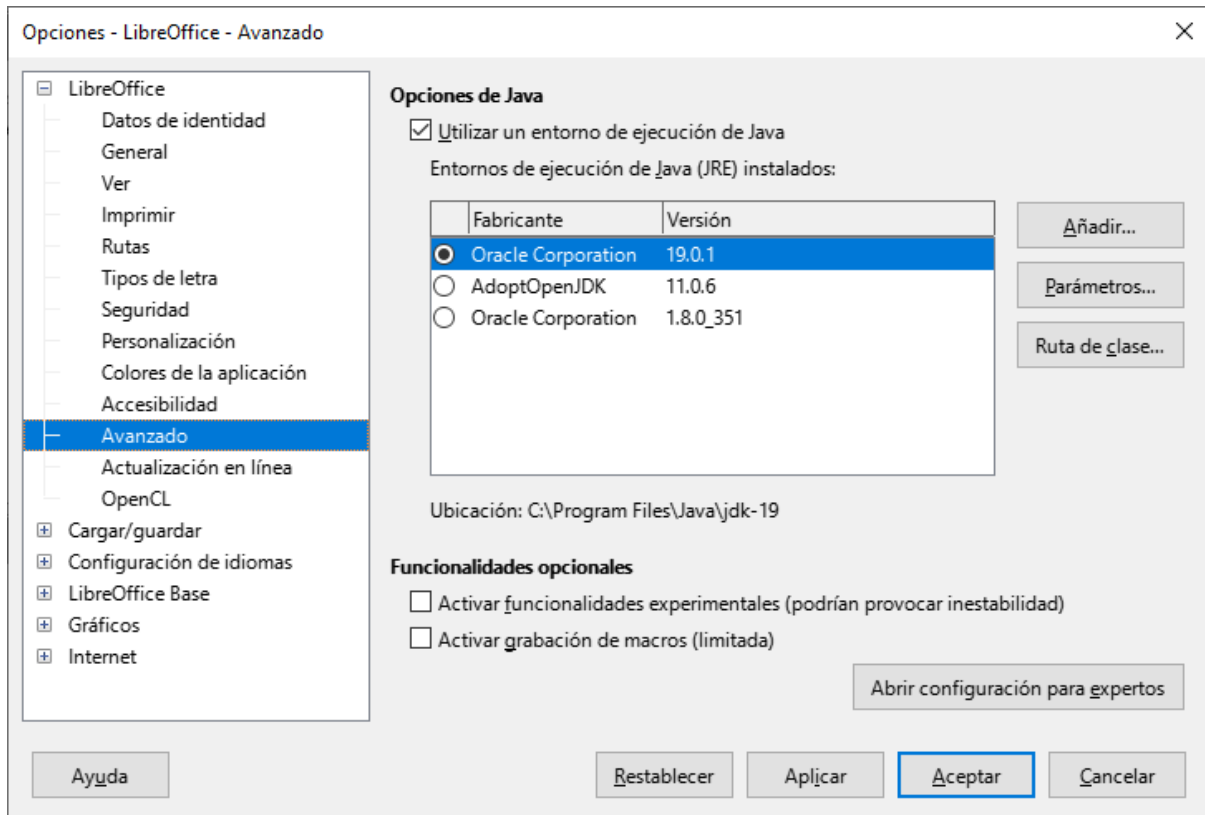 Opciones - LibreOffice - Avanzado
LibreOffice
Datos de identidad
General
Ver
Imprimir
Rutas
Tipos de letra
Seguridad
Personalización
Colores de la aplicación
Accesibilidad
Avanzado
Actualización en línea
OpenCL
Cargar/guardar
Configuración de idiomas
LibreOffice Base
Gráficos
Internet
Opciones de Java
Utilizar un entorno de ejecución de Java
Entornos de ejecución de Java (JRE) instalados:
Fabricante Versión
Oracle Corporation 19.0.1
AdoptOpenJDK 11.0.6
Oracle Corporation 1.8.0_351
Añadir...
Parámetros...
Ruta de clase...
Ubicación: C:\Program Files\Java\jdk-19
Funcionalidades opcionales
Activar funcionalidades experimentales (podrían provocar inestabilidad)
Activar grabación de macros (limitada)
Abrir configuración para expertos
Ayuda Restablecer Aplicar Aceptar Cancelar